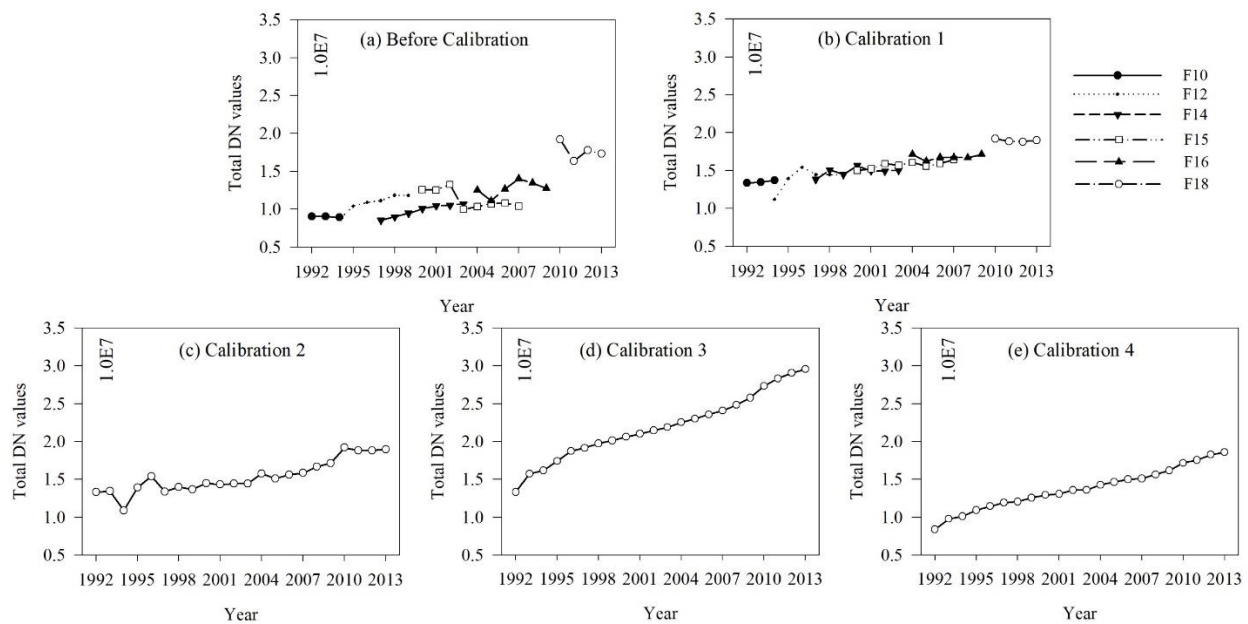 (a) Before Calibration
1.0E7
Total DN values
3.5
3.0
2.5
2.0
1.5
1.0
0.5
1992 1995 1998 2001 2004 2007 2010 2013
Year
(b) Calibration 1
1.0E7
Total DN values
3.5
3.0
2.5
2.0
1.5
1.0
0.5
1992 1995 1998 2001 2004 2007 2010 2013
Year
F10
F12
F14
F15
F16
F18
(c) Calibration 2
1.0E7
Total DN values
3.5
3.0
2.5
2.0
1.5
1.0
0.5
1992 1995 1998 2001 2004 2007 2010 2013
Year
(d) Calibration 3
1.0E7
Total DN values
3.5
3.0
2.5
2.0
1.5
1.0
0.5
1992 1995 1998 2001 2004 2007 2010 2013
Year
(e) Calibration 4
1.0E7
Total DN values
3.5
3.0
2.5
2.0
1.5
1.0
0.5
1992 1995 1998 2001 2004 2007 2010 2013
Year